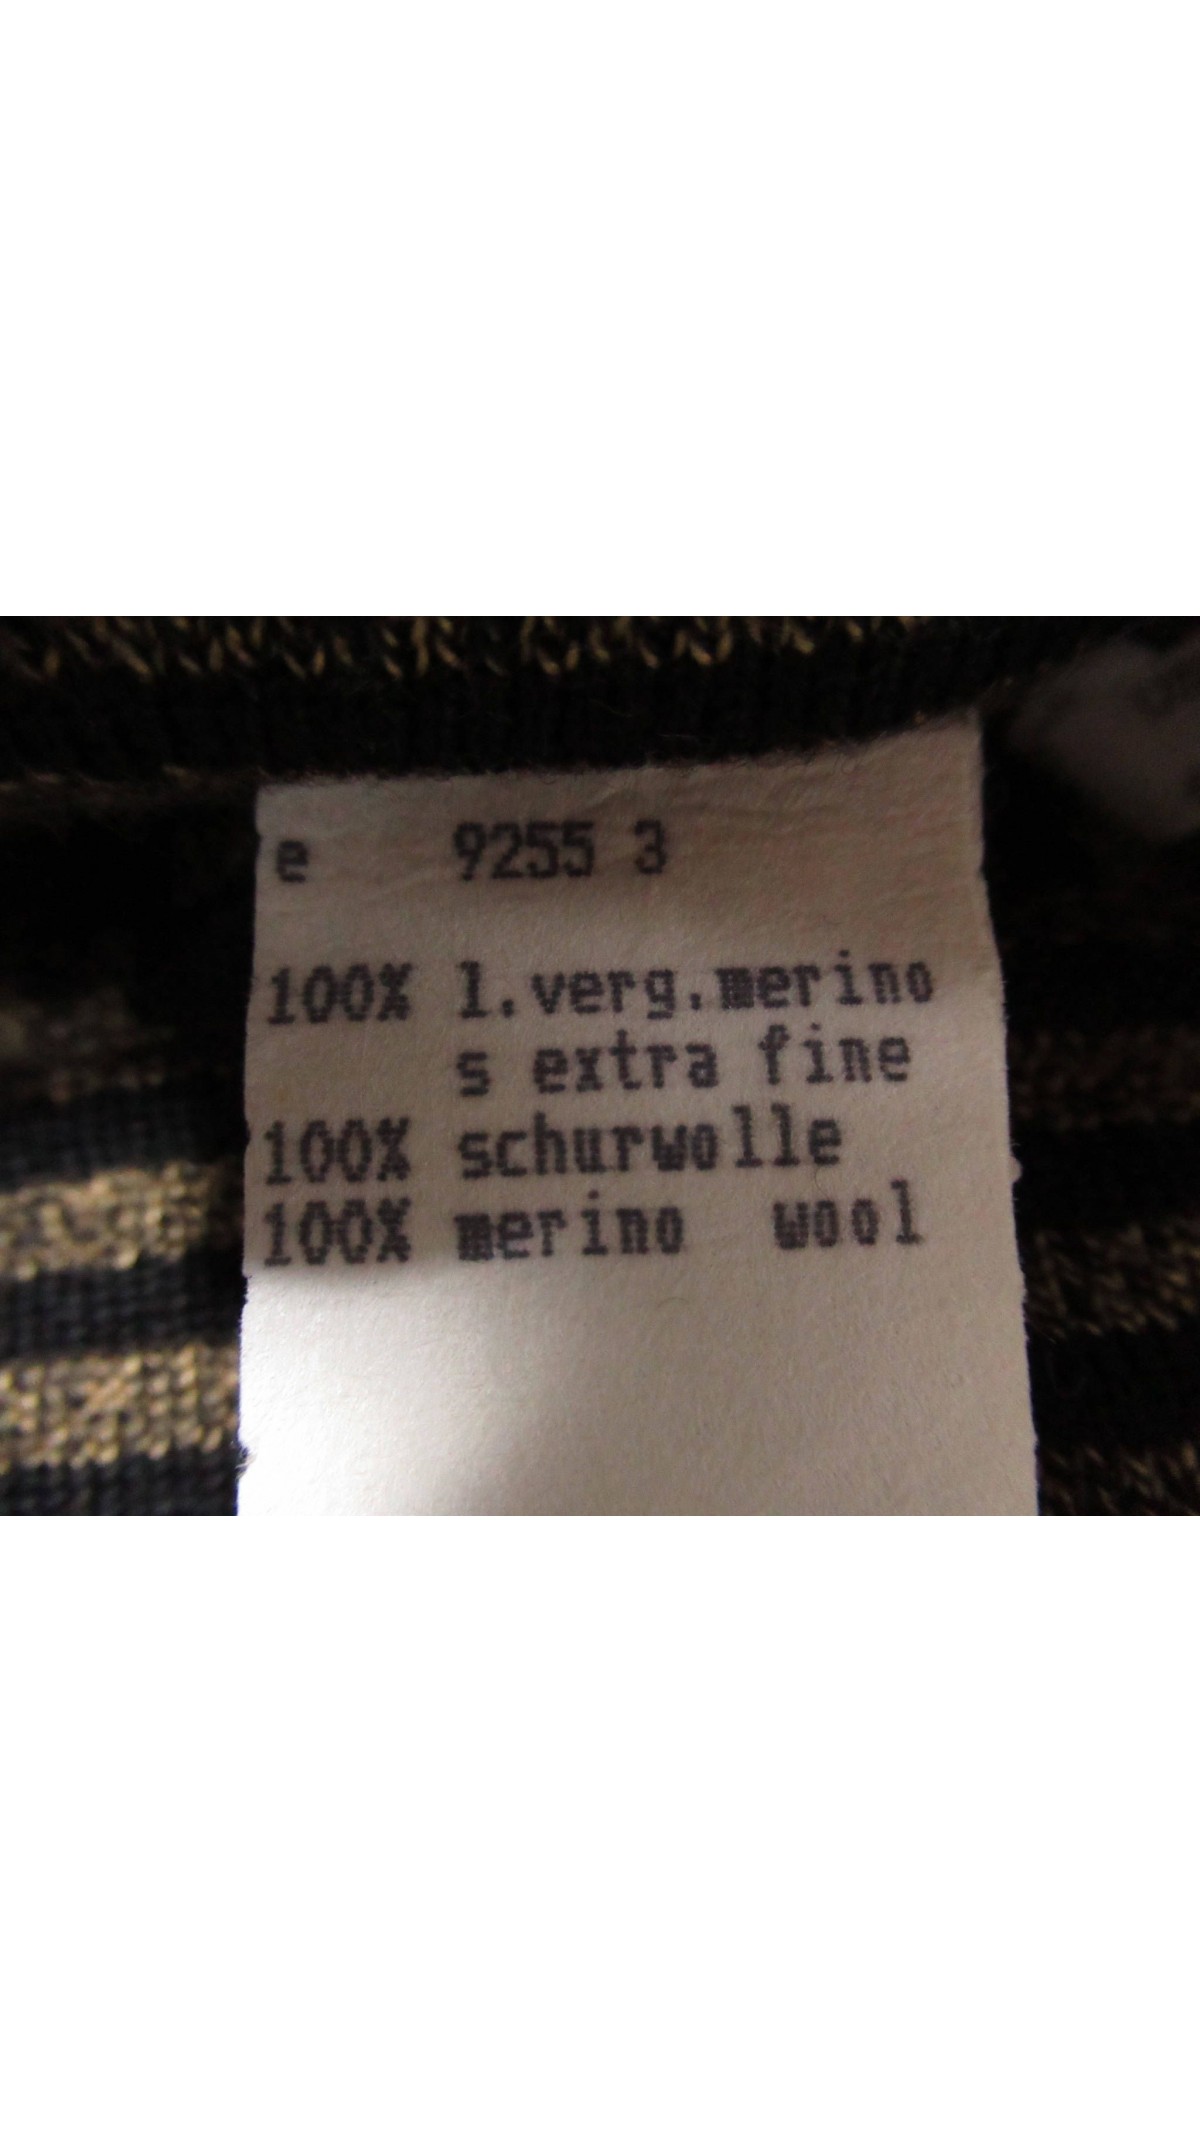 e 9255 3
100% l.verg.merino
s extra fine
100% schurwolle
100% merino wool